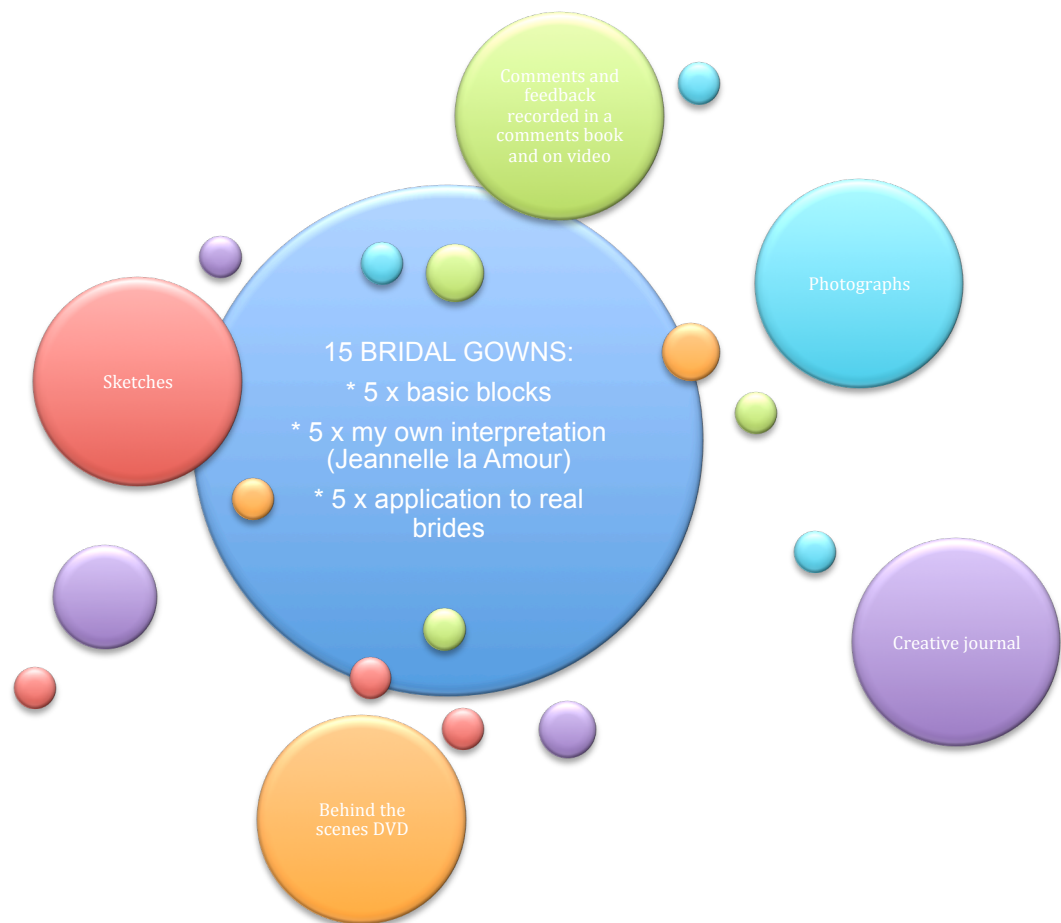 Comments and
feedback
recorded in a
comments book
and on video
Photographs
Sketches
15 BRIDAL GOWNS:
* 5 x basic blocks
* 5 x my own interpretation
(Jeannelle la Amour)
* 5 x application to real
brides
Creative journal
Behind the
scenes DVD